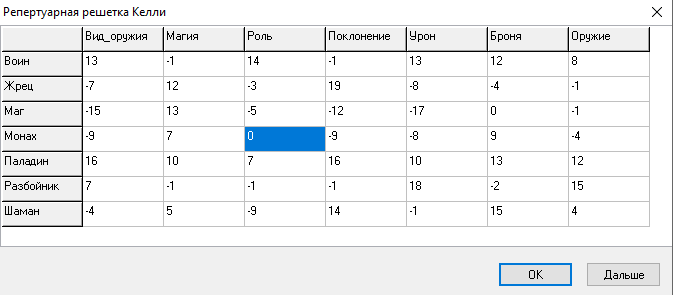 Репертуарная решетка Келли
Вид_оружия Магия Роль Поклонение Урон Броня Оружие
Воин 13 -1 14 -1 13 12 8
Жрец -7 12 -3 19 -8 -4 -1
Маг -15 13 -5 -12 -17 0 -1
Монах -9 7 0 -9 -8 9 -4
Паладин 16 10 7 16 10 13 12
Разбойник 7 -1 -1 -1 18 -2 15
Шаман -4 5 -9 14 -1 15 4
OK Дальше